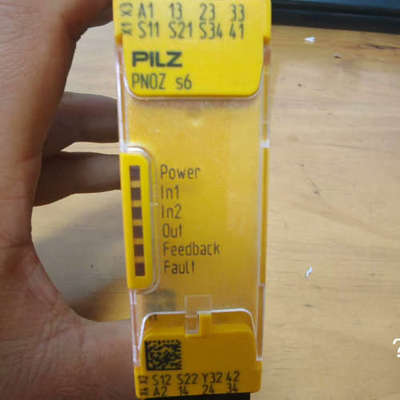 A1 13 23 33
S11 S21 S34 41
PILZ
PNOZ s6
Power
In1
In2
Out
Feedback
Fault
S12 S22 Y32 42
A2 14 24 34